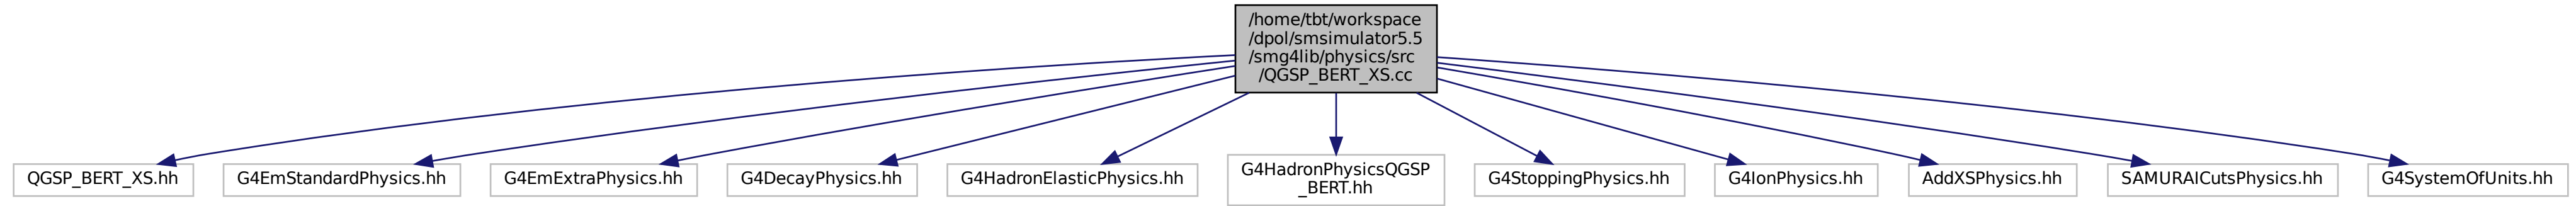 /home/tbt/workspace
/dpol/smsimulator5.5
/smg4lib/physics/src
/QGSP_BERT_XS.cc
QGSP_BERT_XS.hh
G4EmStandardPhysics.hh
G4EmExtraPhysics.hh
G4DecayPhysics.hh
G4HadronElasticPhysics.hh
G4HadronPhysicsQGSP
_BERT.hh
G4StoppingPhysics.hh
G4IonPhysics.hh
AddXSPhysics.hh
SAMURAICutsPhysics.hh
G4SystemOfUnits.hh